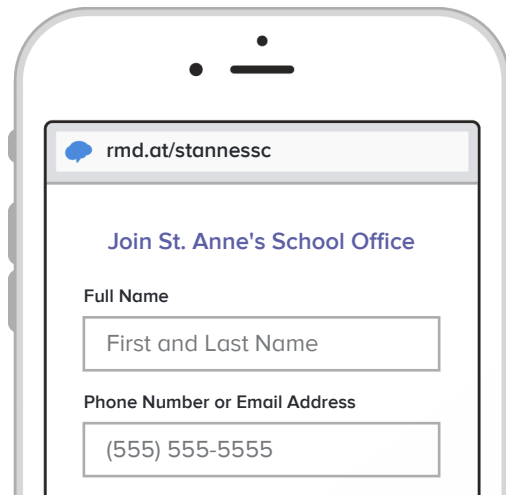 rmd.at/stannessc
Join St. Anne's School Office
Full Name
First and Last Name
Phone Number or Email Address
(555) 555-5555